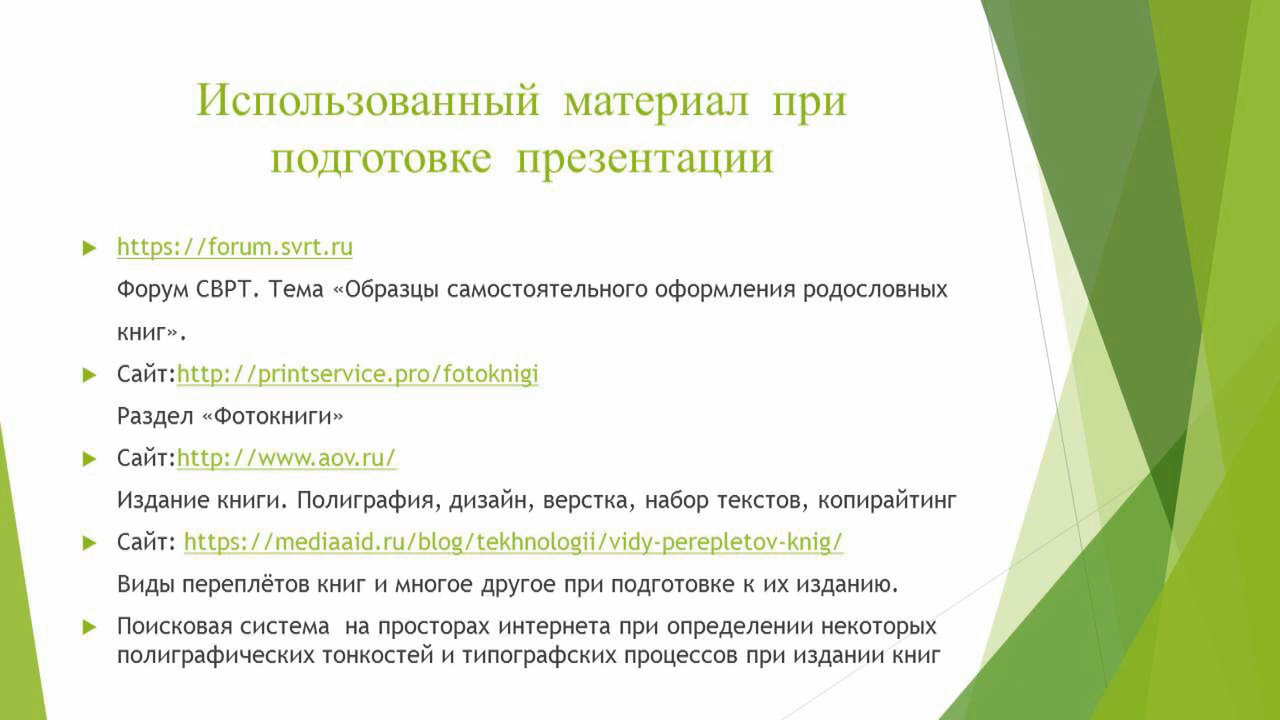 Использованный материал при
подготовке презентации
https://forum.svrt.ru
Форум СВРТ. Тема «Образцы самостоятельного оформления родословных
книг».
Сайт:http://printservice.pro/fotoknigi
Раздел «Фотокниги»
Сайт:http://www.aov.ru/
Издание книги. Полиграфия, дизайн, верстка, набор текстов, копирайтинг
Сайт: https://mediaaid.ru/blog/tekhnologii/vidy-perepletov-knig/
Виды переплётов книг и многое другое при подготовке к их изданию.
Поисковая система на просторах интернета при определении некоторых
полиграфических тонкостей и типографских процессов при издании книг